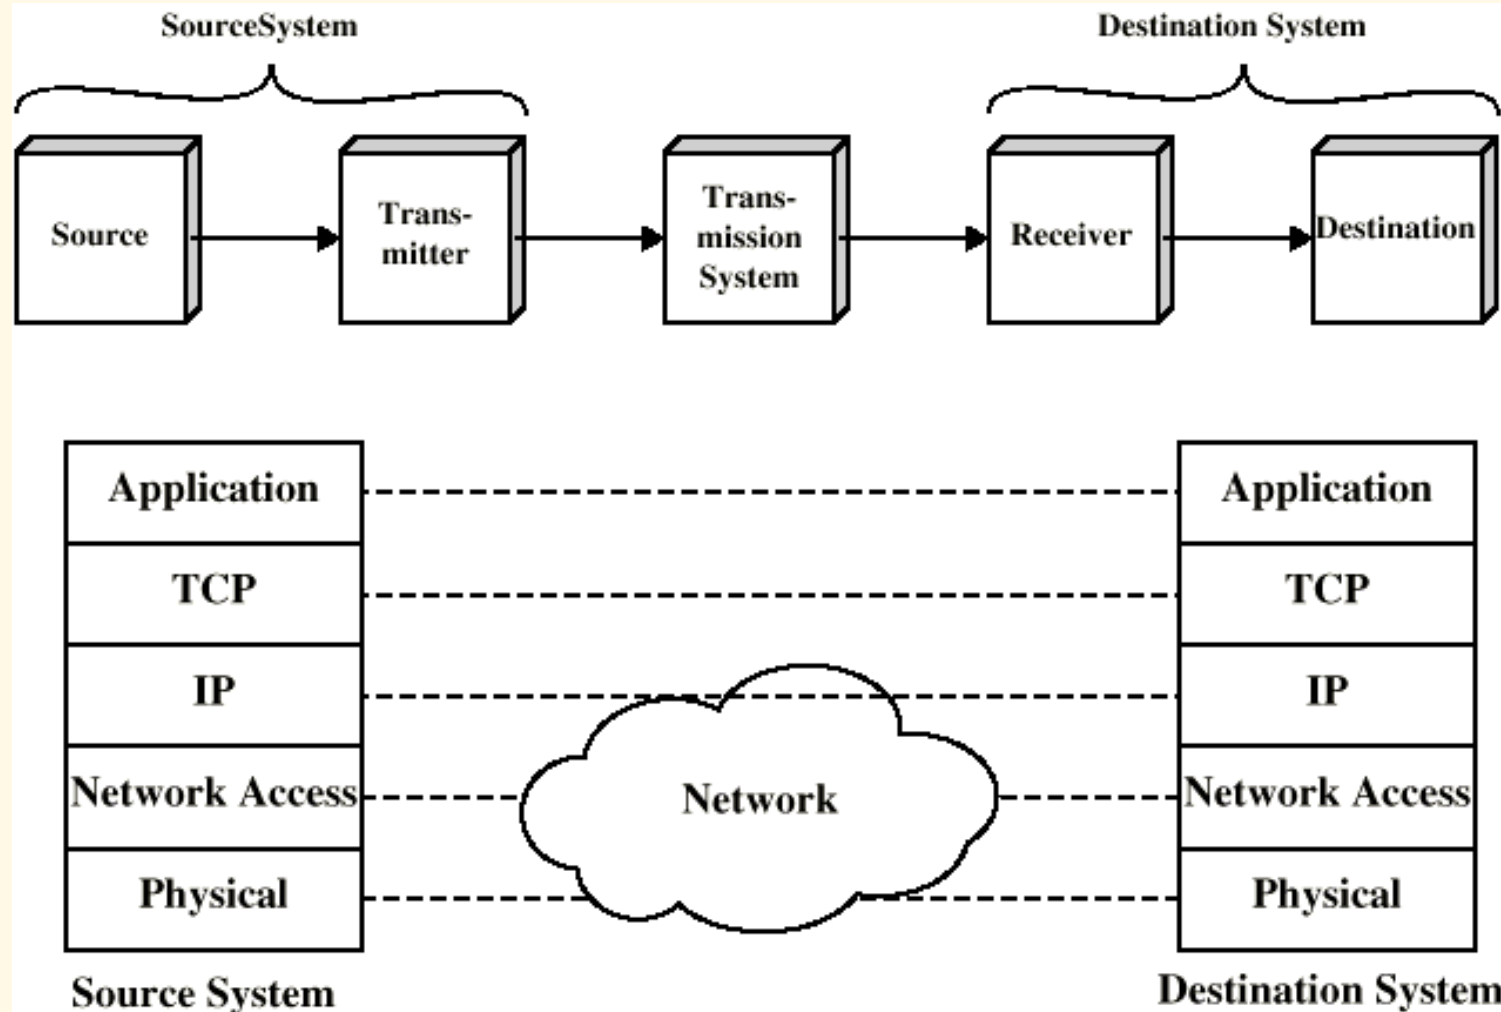 SourceSystem
Destination System
Source
Trans-
mitter
Trans-
mission
System
Receiver
Destination
Application
TCP
IP
Network Access
Physical
Source System
Network
Application
TCP
IP
Network Access
Physical
Destination System